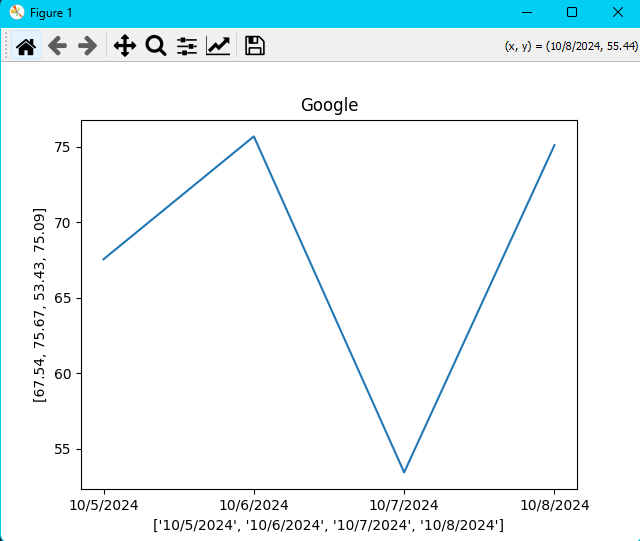 Figure 1
(x, y) = (10/8/2024, 55.44)
Google
75
70
65
60
55
[67.54, 75.67, 53.43, 75.09]
10/5/2024 10/6/2024 10/7/2024 10/8/2024
['10/5/2024', '10/6/2024', '10/7/2024', '10/8/2024']